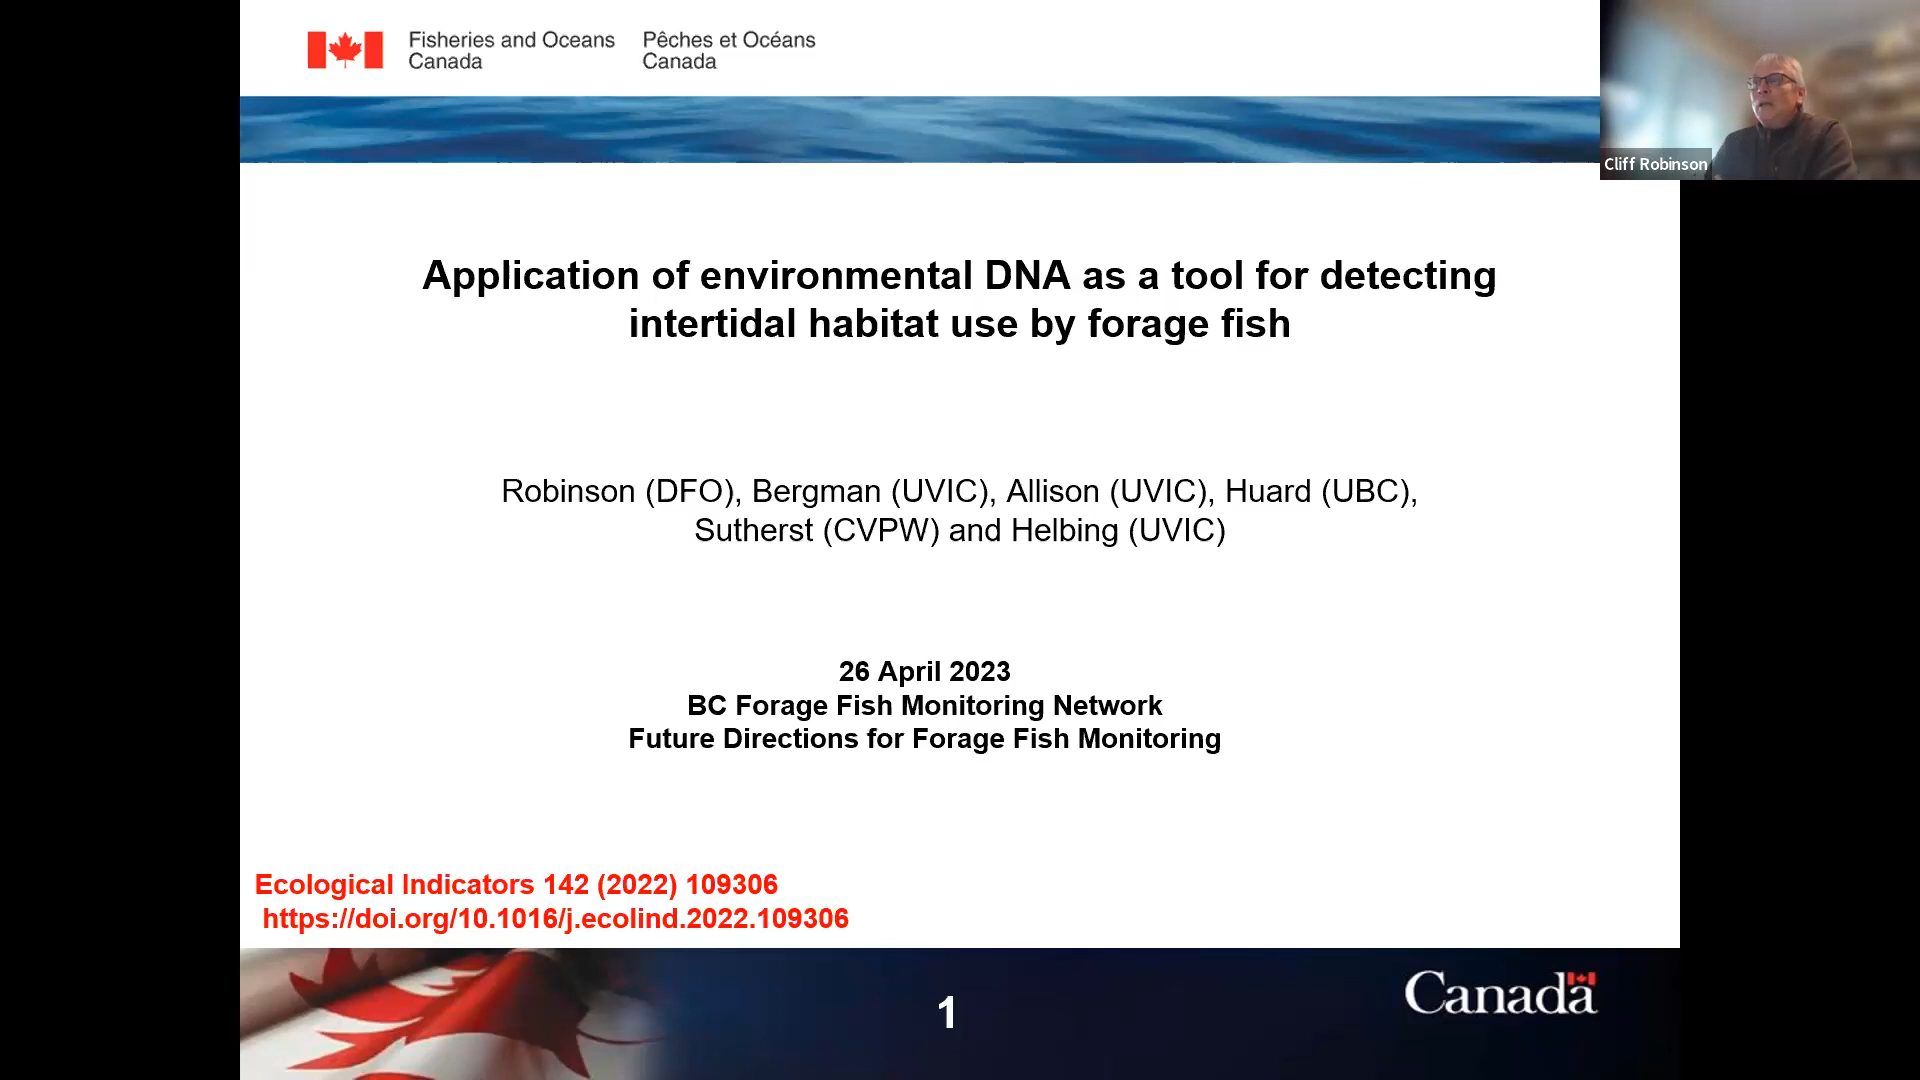 Fisheries and Oceans
Canada
Pêches et Océans
Canada
Cliff Robinson
Application of environmental DNA as a tool for detecting
intertidal habitat use by forage fish
Robinson (DFO), Bergman (UVIC), Allison (UVIC), Huard (UBC),
Sutherst (CVPW) and Helbing (UVIC)
26 April 2023
BC Forage Fish Monitoring Network
Future Directions for Forage Fish Monitoring
Ecological Indicators 142 (2022) 109306
https://doi.org/10.1016/j.ecolind.2022.109306
1
Canada